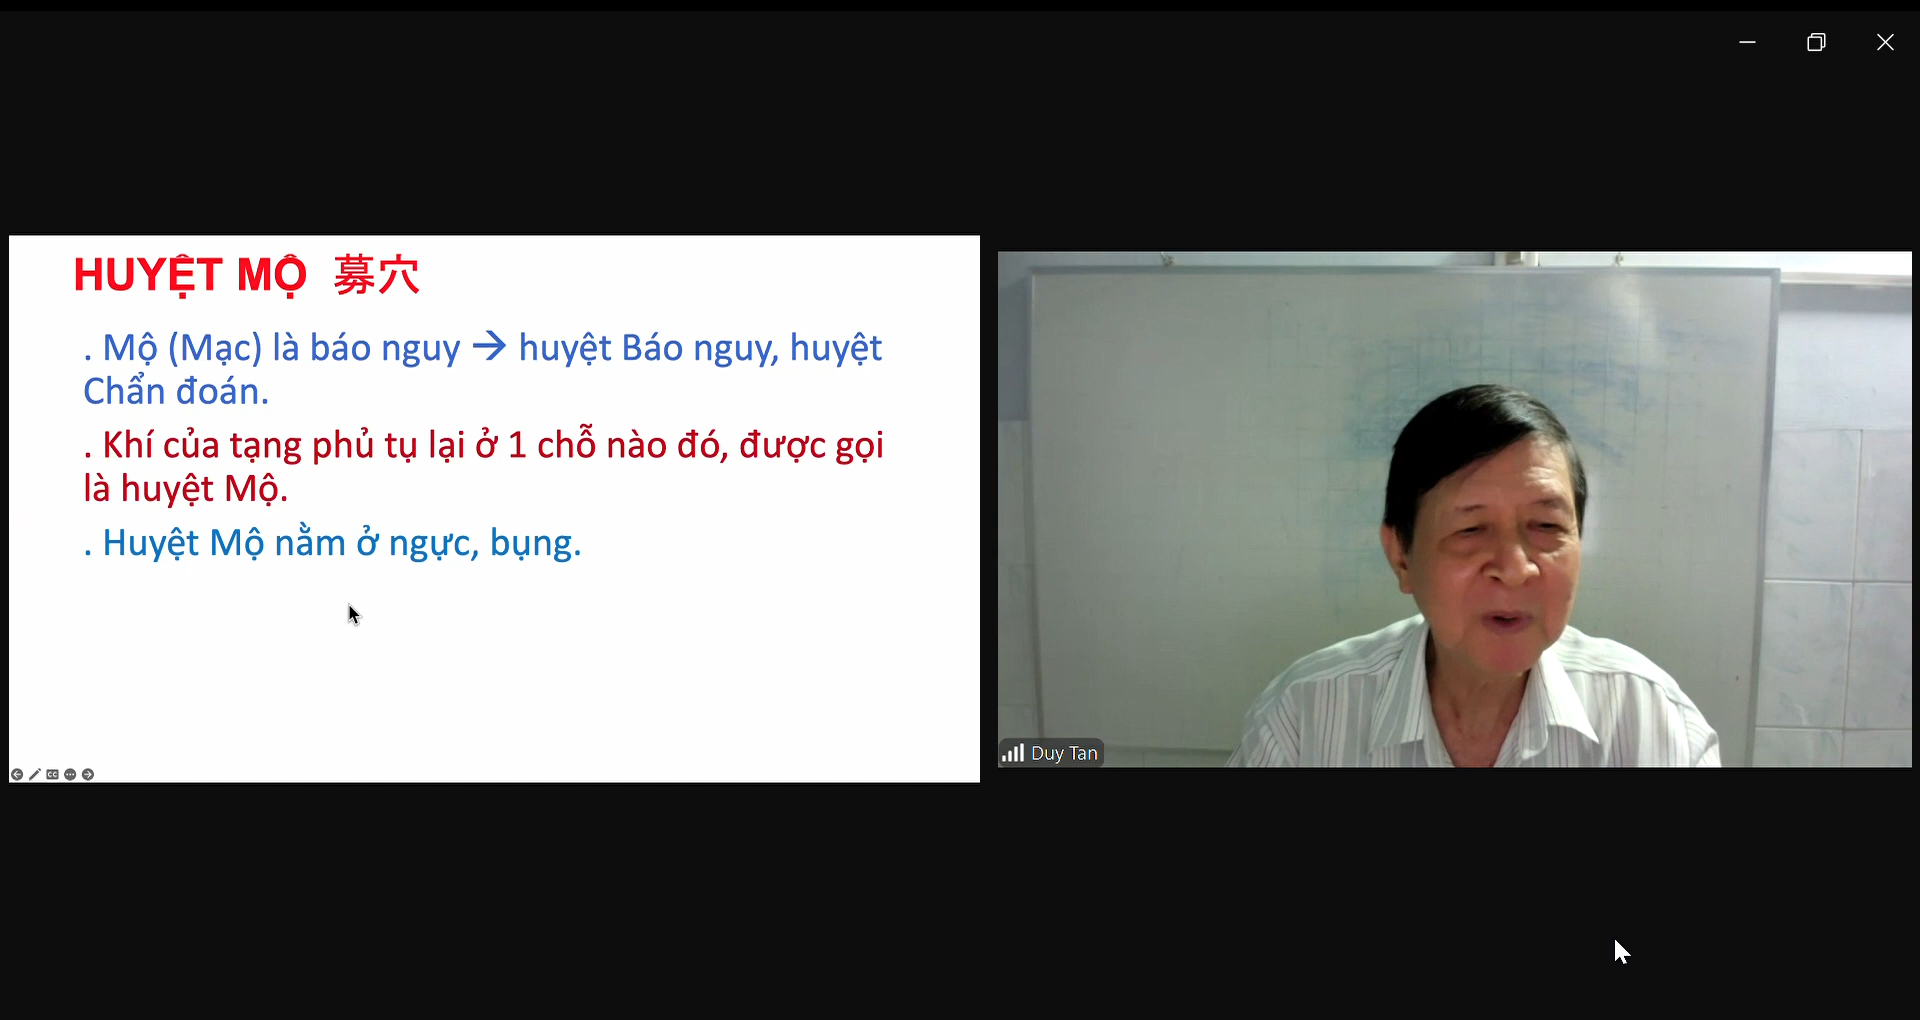 HUYỆT MỘ 募穴
. Mộ (Mạc) là báo nguy → huyệt Báo nguy, huyệt
Chẩn đoán.
. Khí của tạng phủ tụ lại ở 1 chỗ nào đó, được gọi
là huyệt Mộ.
. Huyệt Mộ nằm ở ngực, bụng.
Duy Tan